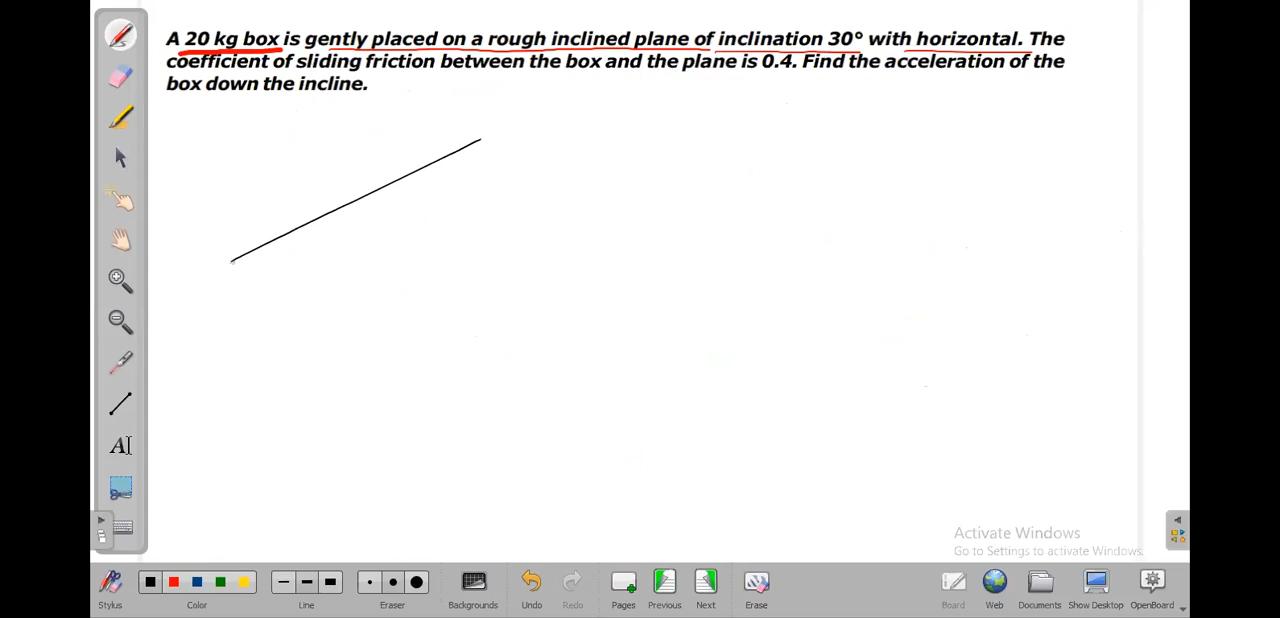 A 20 kg box is gently placed on a rough inclined plane of inclination 30° with horizontal. The
coefficient of sliding friction between the box and the plane is 0.4. Find the acceleration of the
box down the incline.
A
Activate Windows
Go to Settings to activate Windows.
Stylus
Color
Line
Eraser
Backgrounds
Undo
Redo
Pages
Previous
Next
Erase
Board
Web
Documents
Show Desktop
OpenBoard